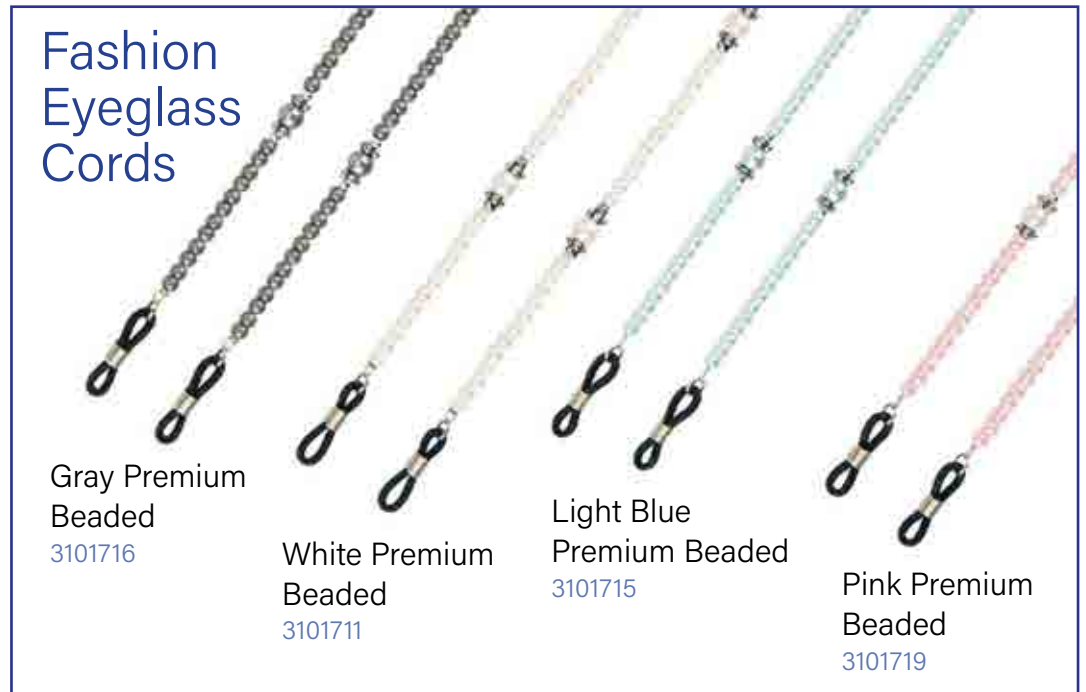 Fashion
Eyeglass
Cords
Gray Premium
Beaded
3101716
White Premium
Beaded
3101711
Light Blue
Premium Beaded
3101715
Pink Premium
Beaded
3101719